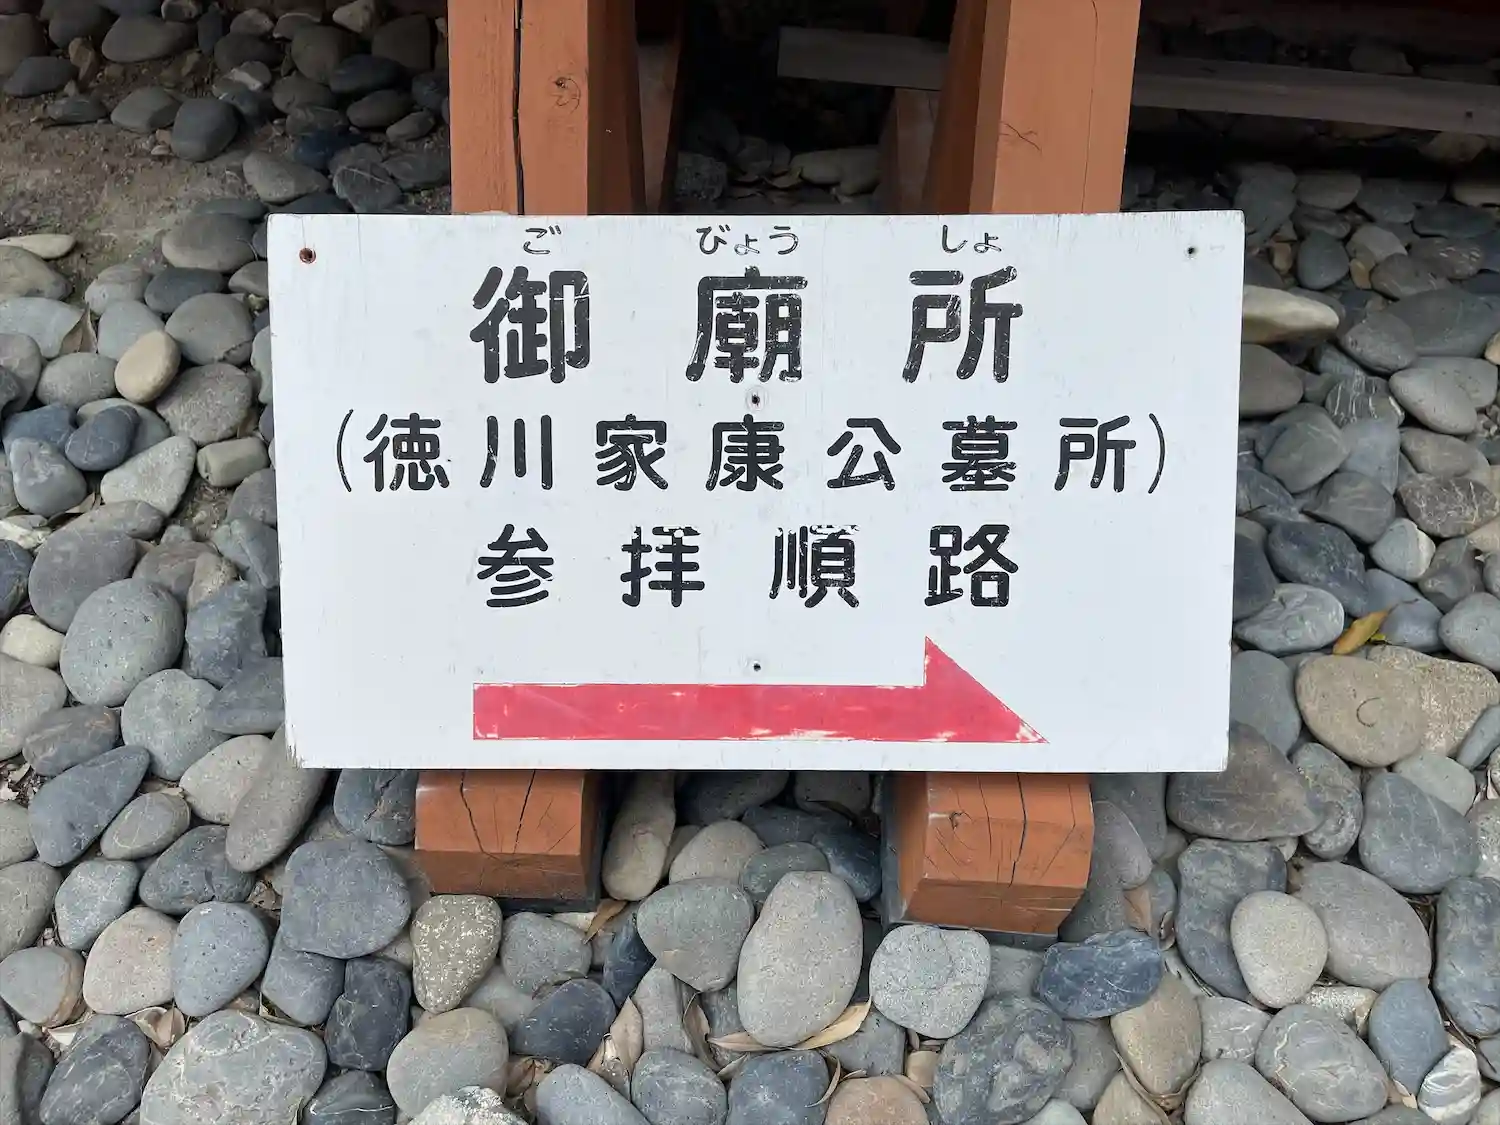 ご びょう しょ
御廟所
(徳川家康公墓所)
参拝順路